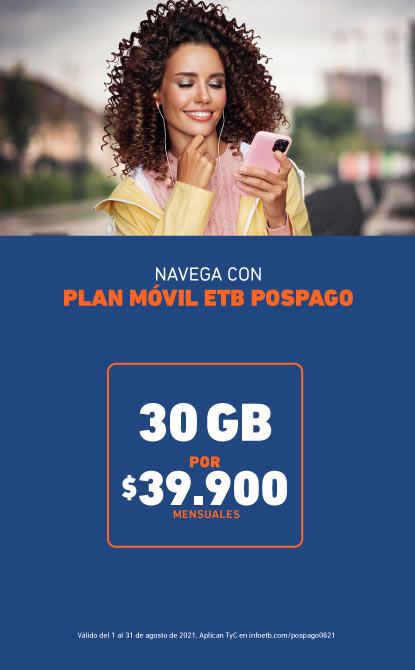 NAVEGA CON
PLAN MÓVIL ETB POSPAGO
30 GB
POR
$39.900
MENSUALES
Válido del 1 al 31 de agosto de 2021. Aplican TyC en infoetb.com/pospago0821